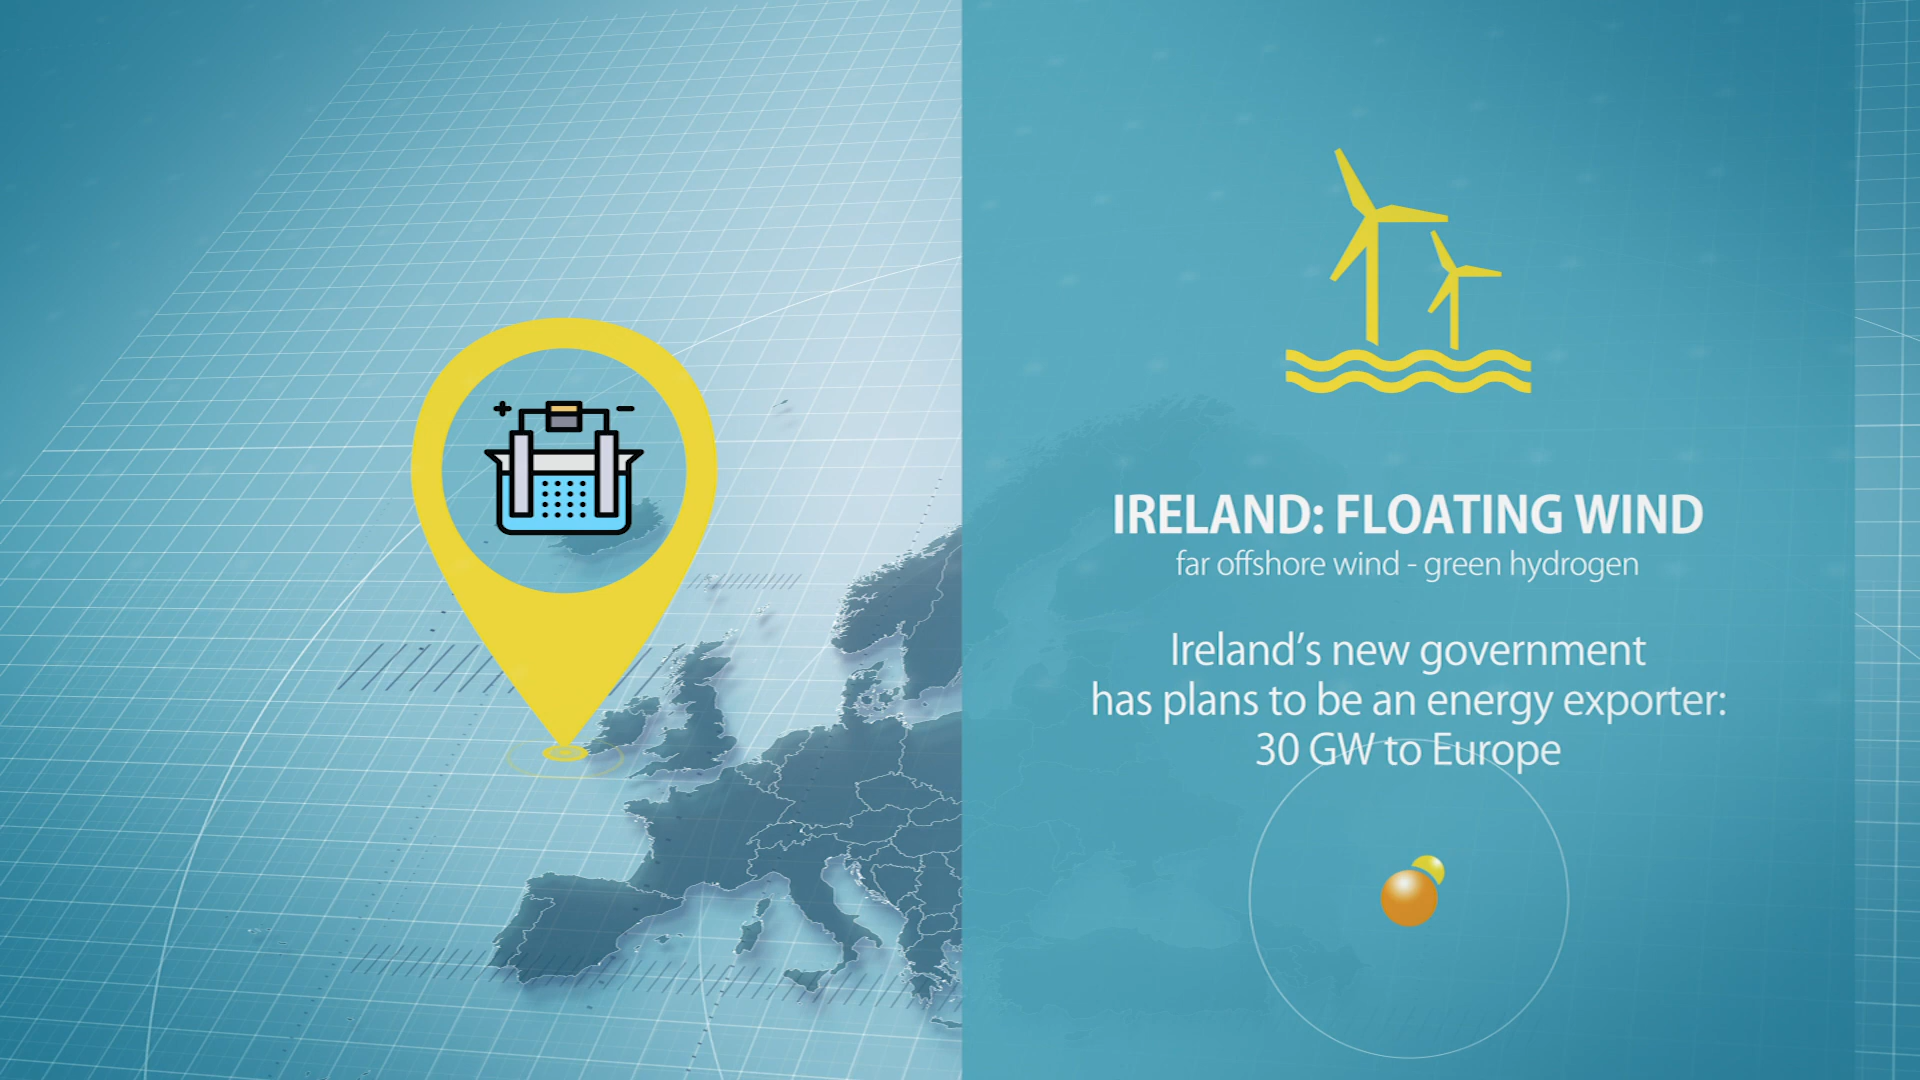 IRELAND: FLOATING WIND
far offshore wind - green hydrogen
Ireland’s new government
has plans to be an energy exporter:
30 GW to Europe